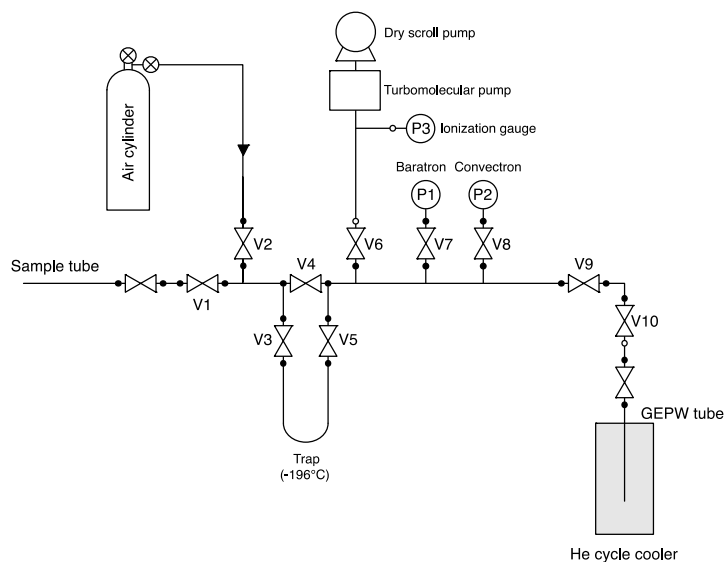 Dry scroll pump
Turbomolecular pump
Air cylinder
P3 Ionization gauge
Baratron Convectron
P1 P2
V2 V6 V7 V8
V4 V9
Sample tube
V1
V10
V3 V5
GEPW tube
Trap
(-196°C)
He cycle cooler